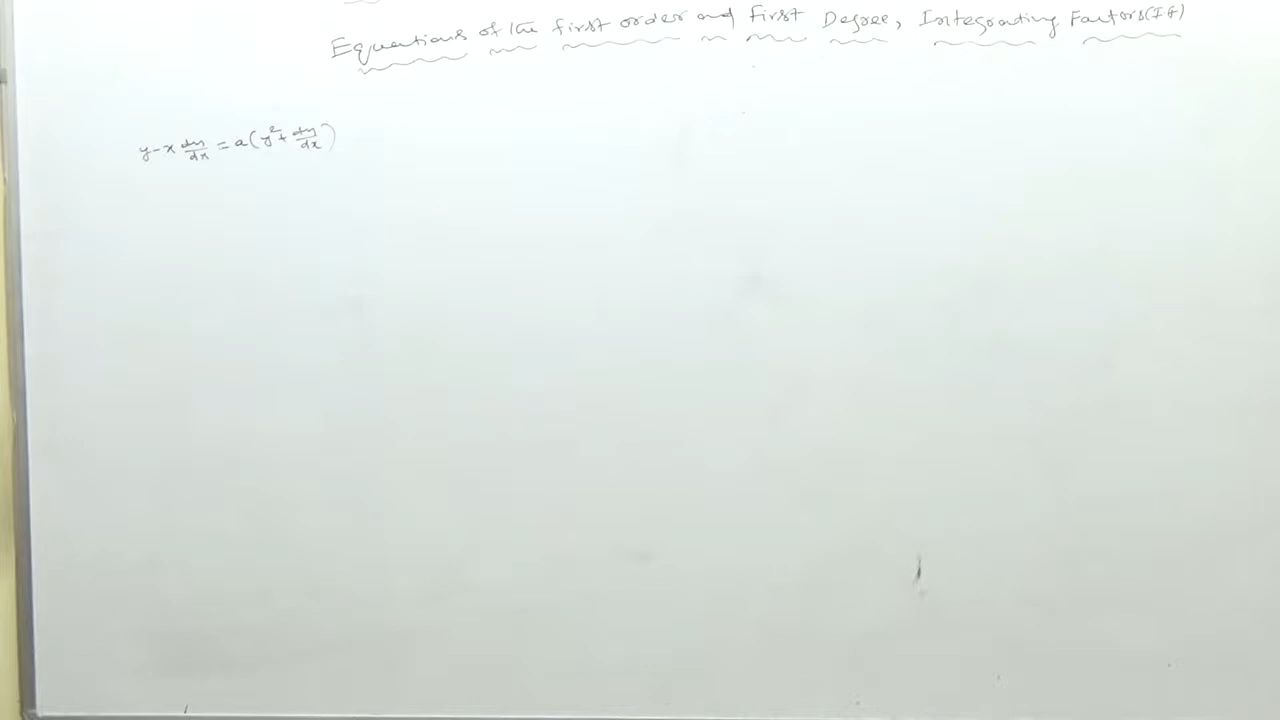 Equations of the first order and First Degree, Integrating Factors(IF)
y-x dy/dx = a(y²+ dy/dx)